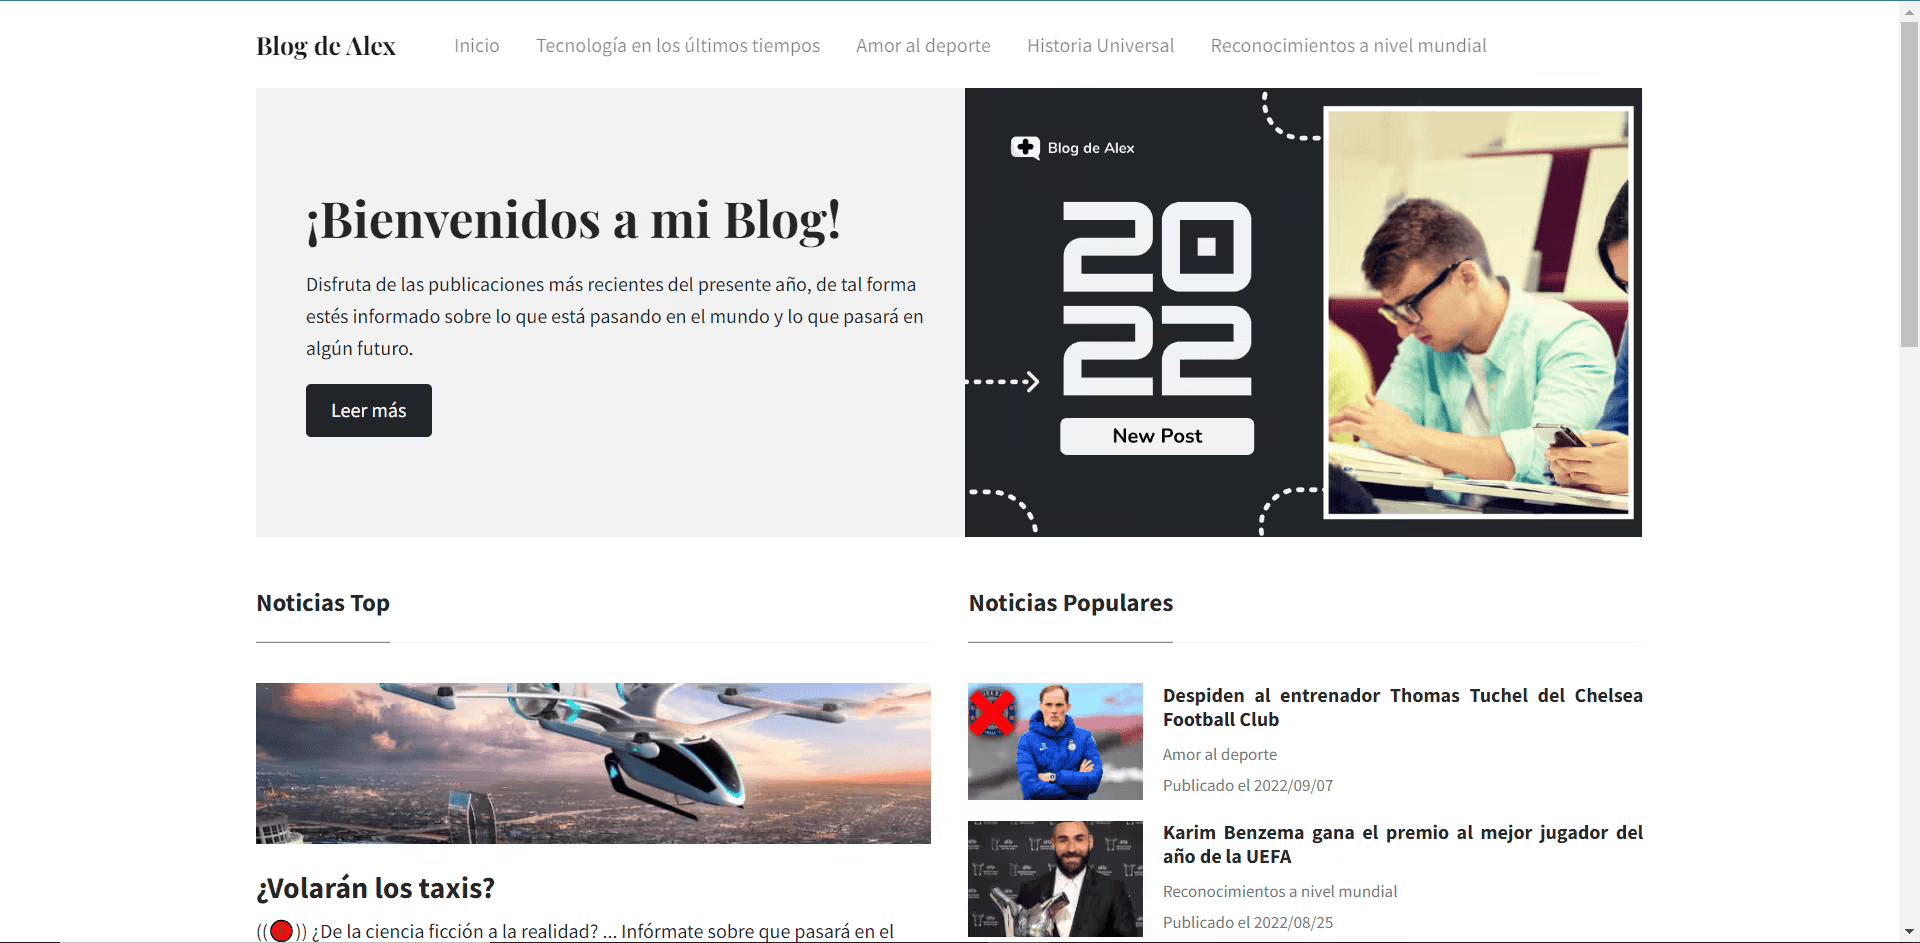 Blog de Alex
Inicio
Tecnología en los últimos tiempos
Amor al deporte
Historia Universal
Reconocimientos a nivel mundial
¡Bienvenidos a mi Blog!
Disfruta de las publicaciones más recientes del presente año, de tal forma
estés informado sobre lo que está pasando en el mundo y lo que pasará en
algún futuro.
Leer más
Blog de Alex
20
22
New Post
Noticias Top
¿Volarán los taxis?
((🔴)) ¿De la ciencia ficción a la realidad? ... Infórmate sobre que pasará en el
Noticias Populares
Despiden al entrenador Thomas Tuchel del Chelsea
Football Club
Amor al deporte
Publicado el 2022/09/07
Karim Benzema gana el premio al mejor jugador del
año de la UEFA
Reconocimientos a nivel mundial
Publicado el 2022/08/25